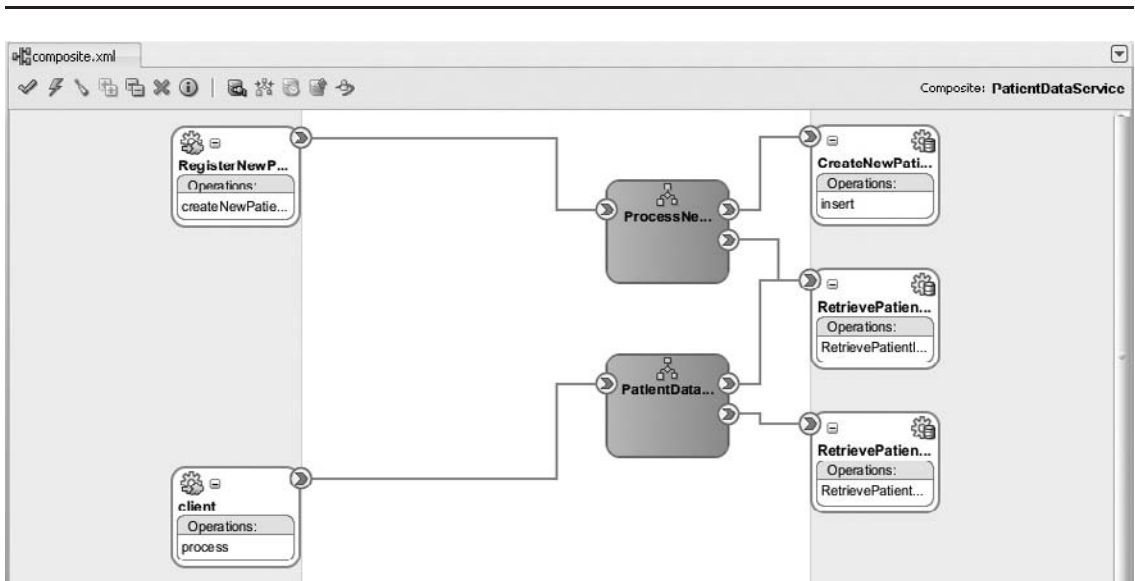 composite.xml
Composite: PatientDataService
RegisterNewP...
Operations:
createNewPatie...
ProcessNe...
CreateNewPati...
Operations:
insert
RetrievePatien...
Operations:
RetrievePatientI...
PatientData...
RetrievePatien...
Operations:
RetrievePatient...
client
Operations:
process